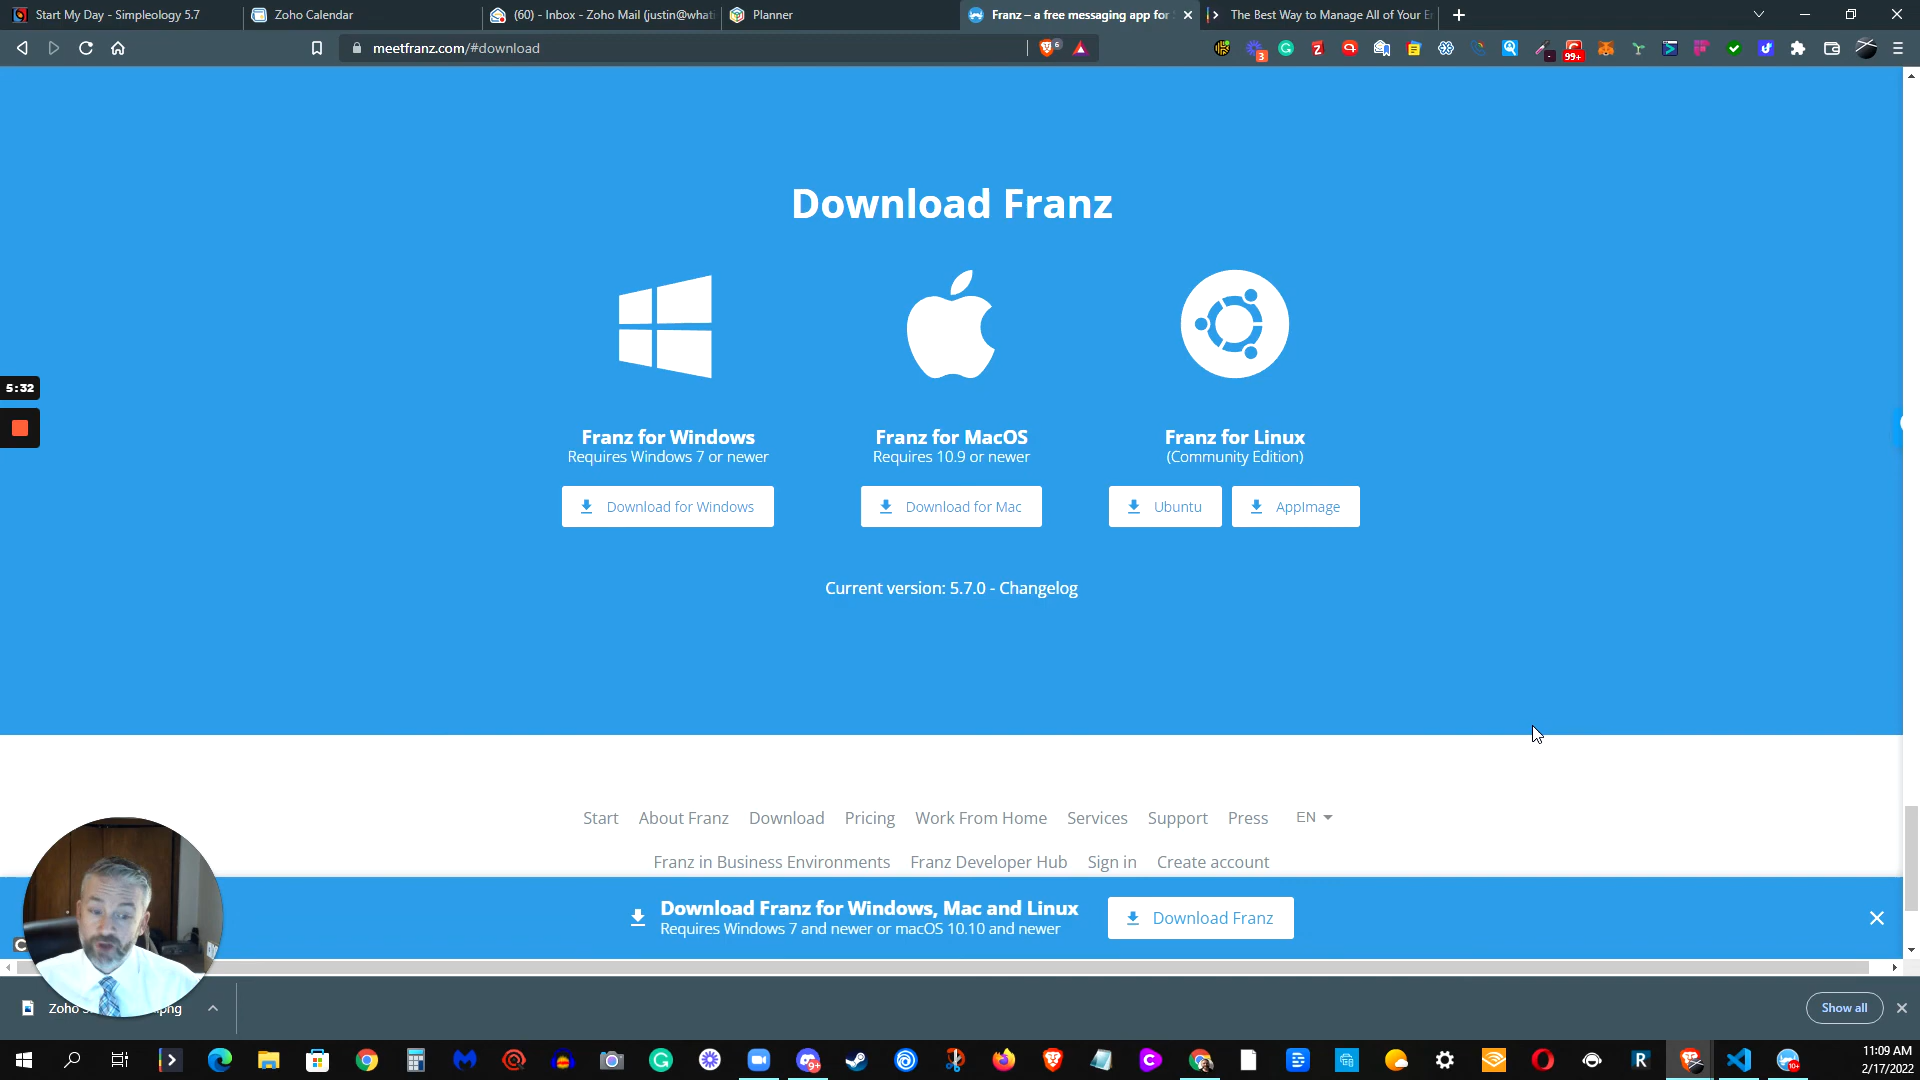 Start My Day - Simpleology 5.7
Zoho Calendar
(60) - Inbox - Zoho Mail (justin@what
Planner
Franz – a free messaging app for
The Best Way to Manage All of Your E
meetfranz.com/#download
6
3
99+
Download Franz
5:32
Franz for Windows
Requires Windows 7 or newer
Franz for MacOS
Requires 10.9 or newer
Franz for Linux
(Community Edition)
Download for Windows
Download for Mac
Ubuntu
AppImage
Current version: 5.7.0 - Changelog
Start
About Franz
Download
Pricing
Work From Home
Services
Support
Press
EN
Franz in Business Environments
Franz Developer Hub
Sign in
Create account
Download Franz for Windows, Mac and Linux
Requires Windows 7 and newer or macOS 10.10 and newer
Download Franz
Zoho
.png
Show all
9+
10+
11:09 AM
2/17/2022